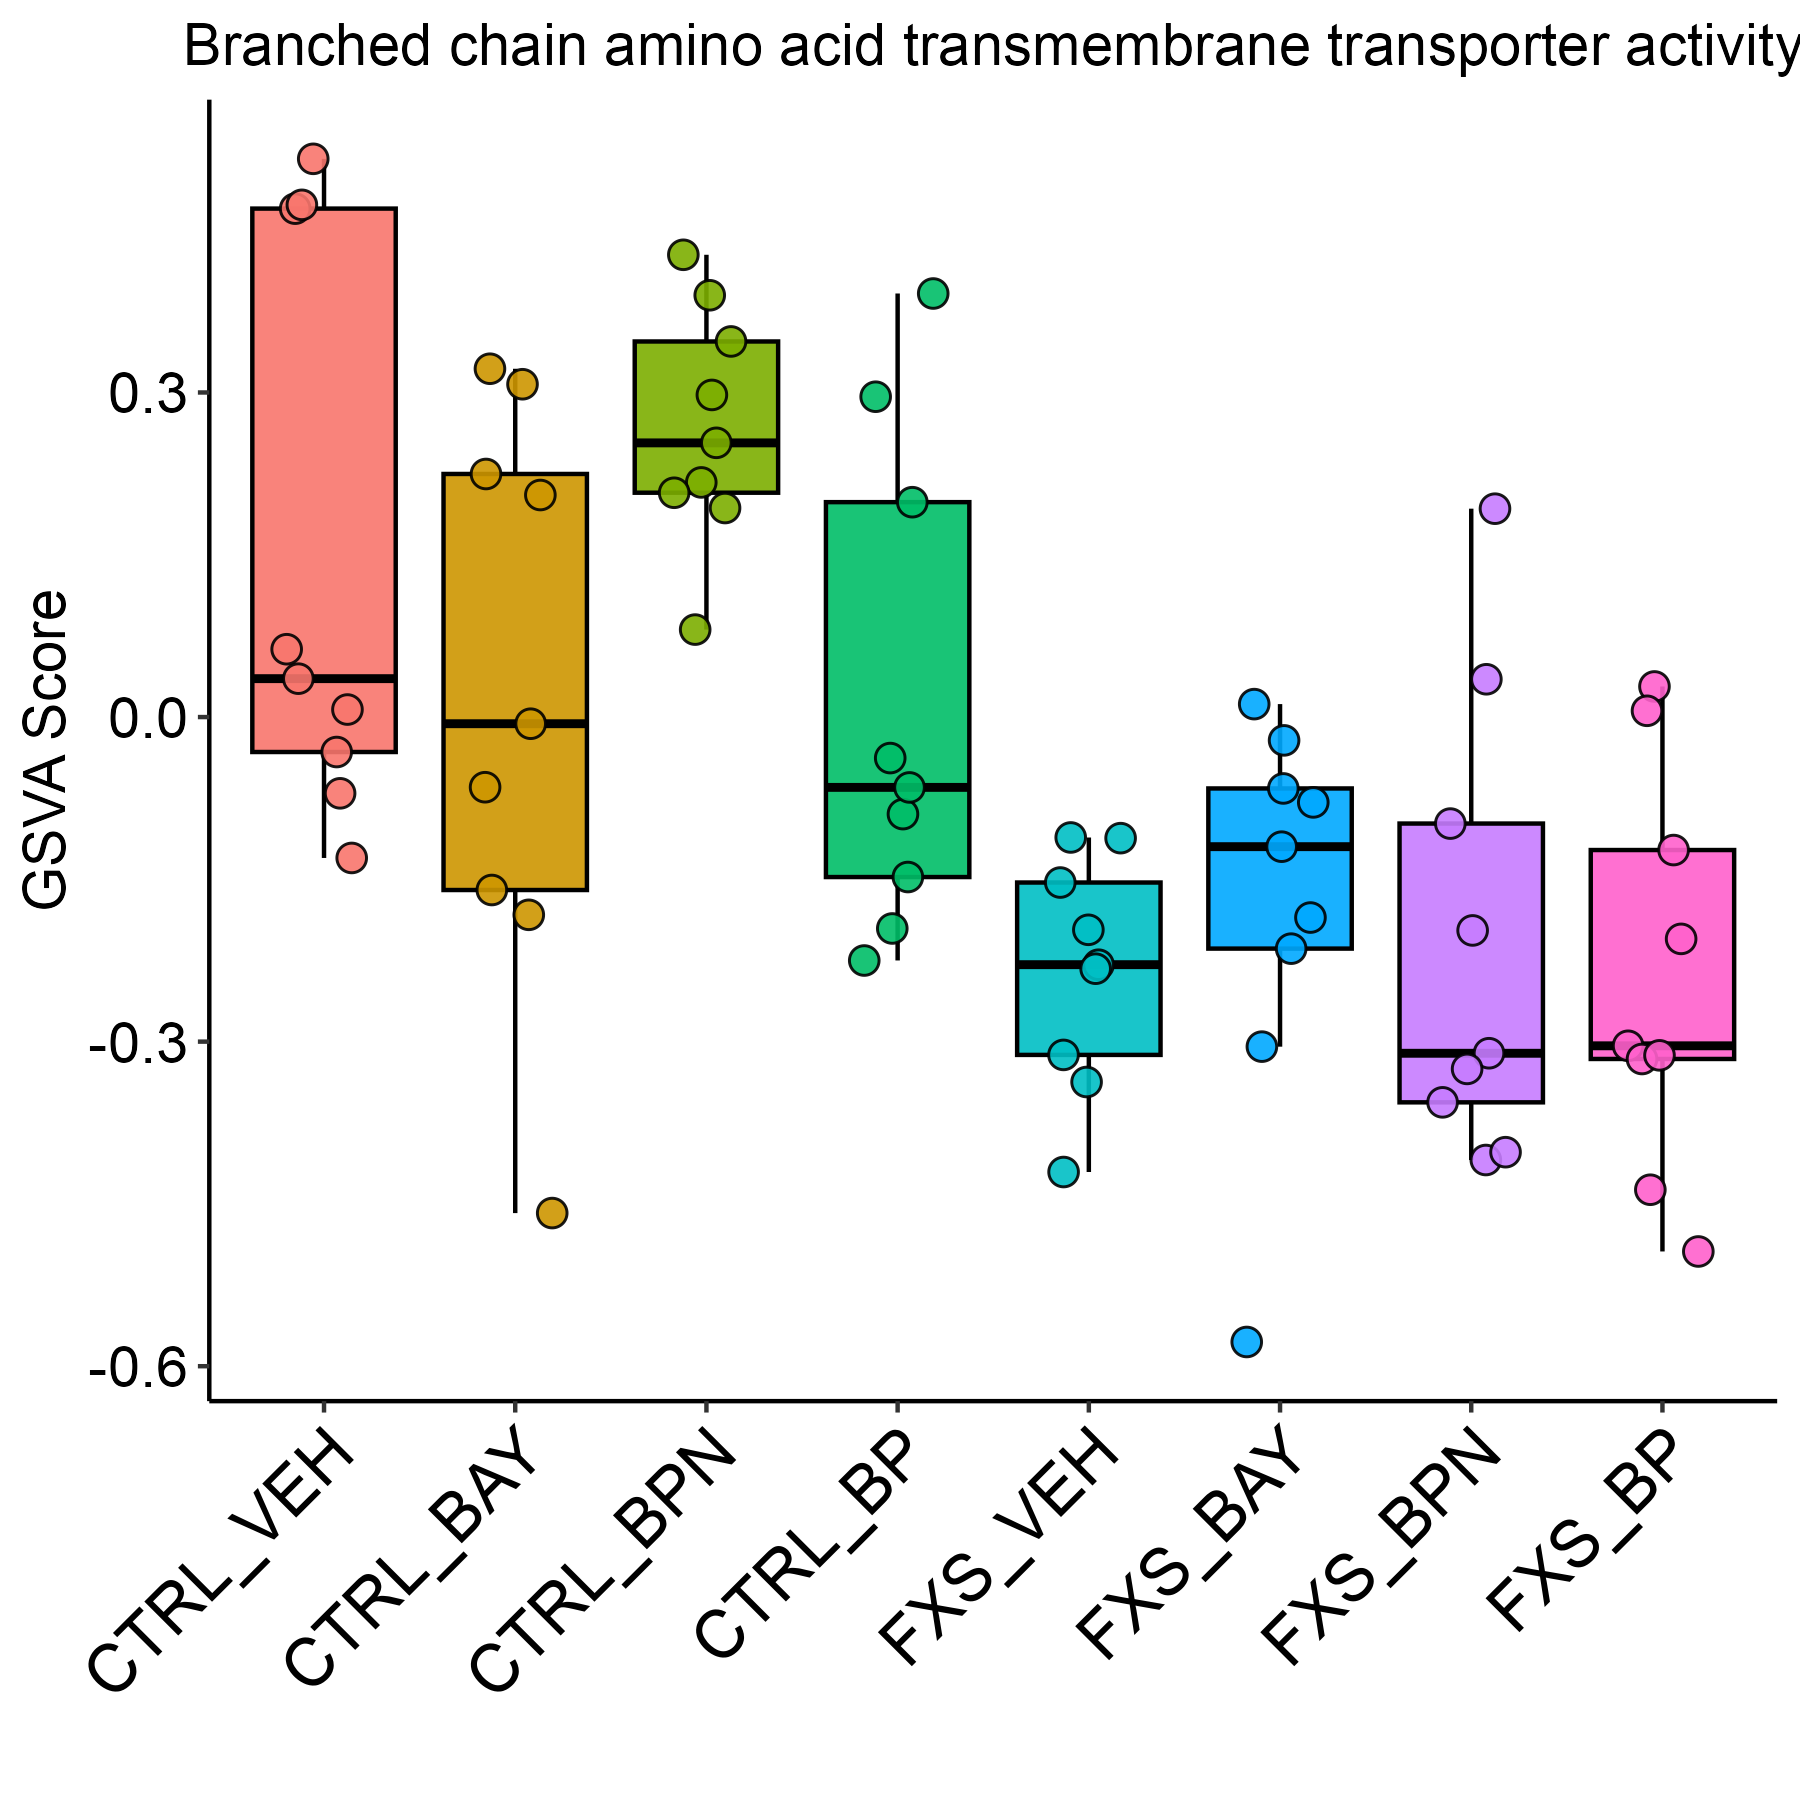 Branched chain amino acid transmembrane transporter activity
GSVA Score
0.3
0.0
-0.3
-0.6
CTRL_VEH
CTRL_BAY
CTRL_BPN
CTRL_BP
FXS_VEH
FXS_BAY
FXS_BPN
FXS_BP